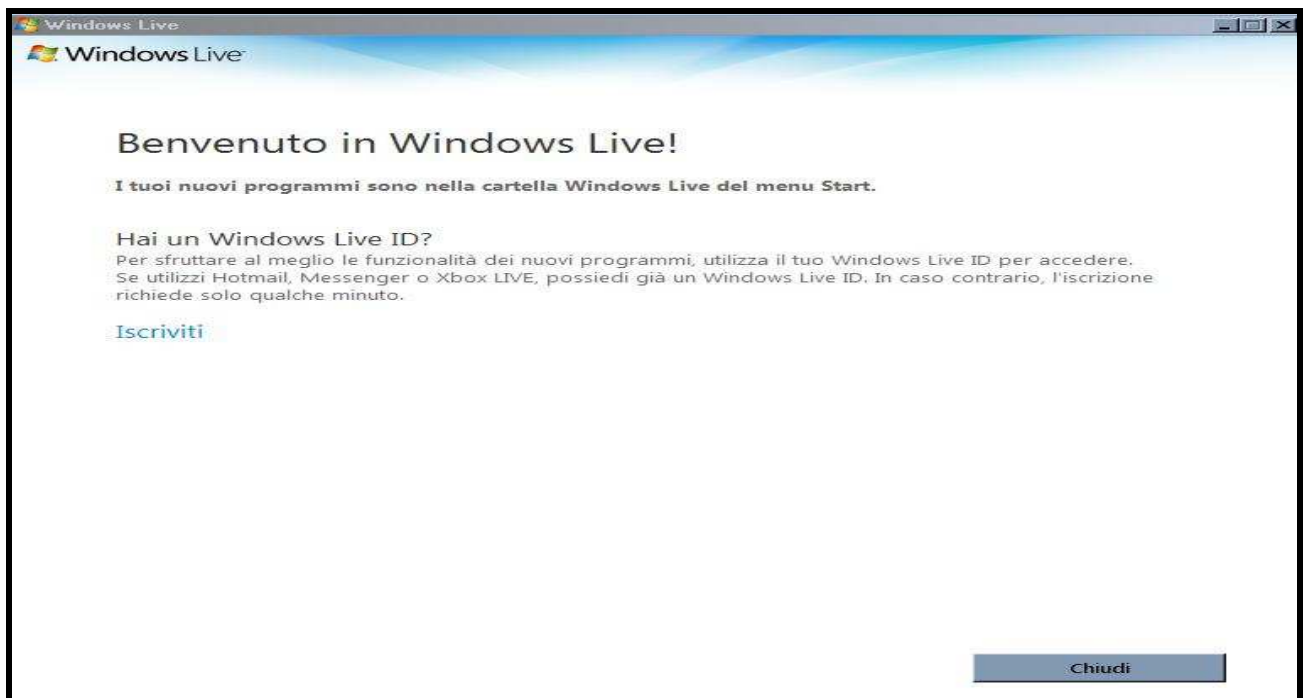 Windows Live
Windows Live
Benvenuto in Windows Live!
I tuoi nuovi programmi sono nella cartella Windows Live del menu Start.
Hai un Windows Live ID?
Per sfruttare al meglio le funzionalità dei nuovi programmi, utilizza il tuo Windows Live ID per accedere.
Se utilizzi Hotmail, Messenger o Xbox LIVE, possiedi già un Windows Live ID. In caso contrario, l'iscrizione
richiede solo qualche minuto.
Iscriviti
Chiudi